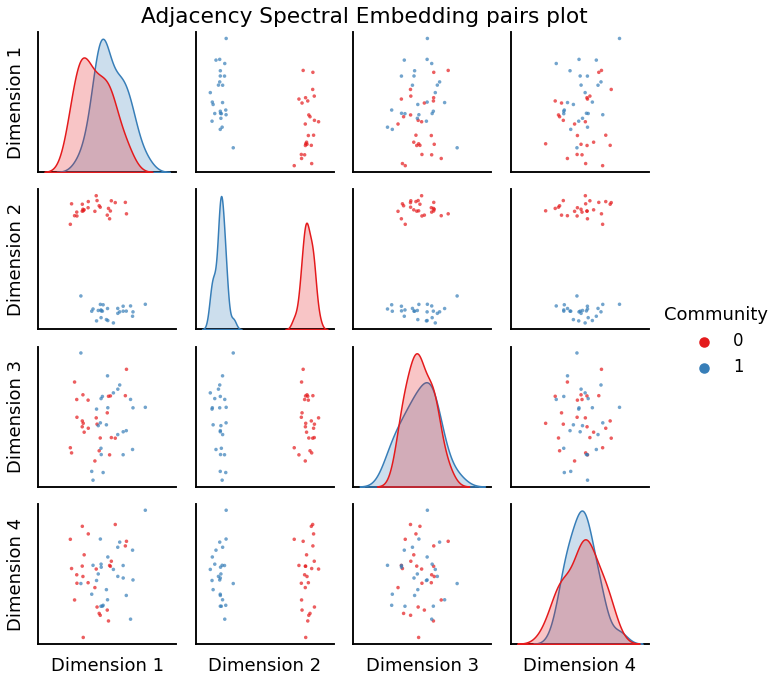 Adjacency Spectral Embedding pairs plot
Dimension 1
Dimension 2
Dimension 3
Dimension 4
Community
0
1
Dimension 1
Dimension 2
Dimension 3
Dimension 4